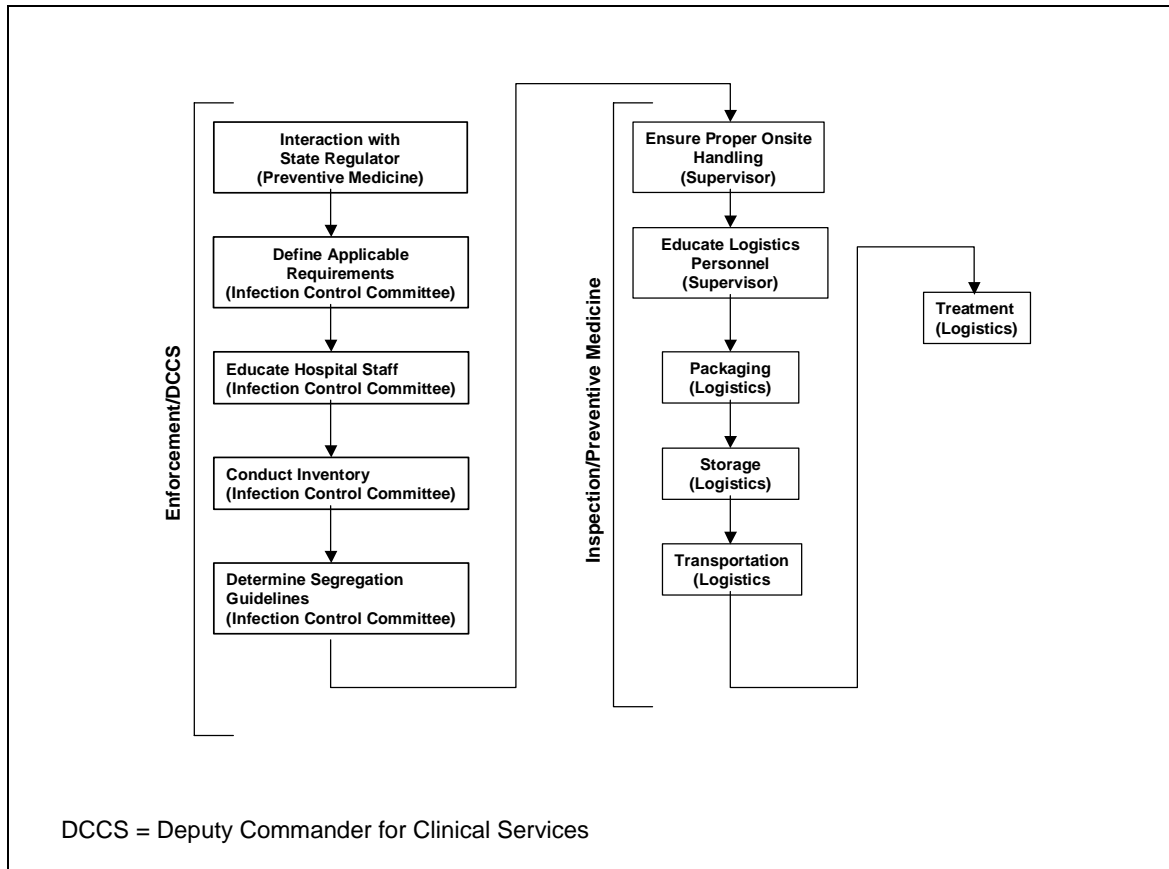 Enforcement/DCCS
Interaction with
State Regulator
(Preventive Medicine)
Define Applicable
Requirements
(Infection Control Committee)
Educate Hospital Staff
(Infection Control Committee)
Conduct Inventory
(Infection Control Committee)
Determine Segregation
Guidelines
(Infection Control Committee)
Inspection/Preventive Medicine
Ensure Proper Onsite
Handling
(Supervisor)
Educate Logistics
Personnel
(Supervisor)
Packaging
(Logistics)
Storage
(Logistics)
Transportation
(Logistics
Treatment
(Logistics)
DCCS = Deputy Commander for Clinical Services